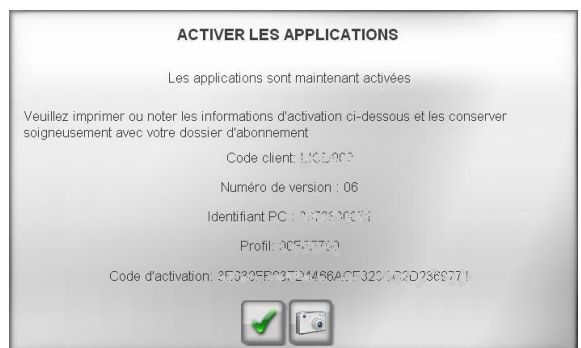 ACTIVER LES APPLICATIONS
Les applications sont maintenant activées
Veuillez imprimer ou noter les informations d'activation ci-dessous et les conserver
soigneusement avec votre dossier d'abonnement
Code client:
Numéro de version : 06
Identifiant PC :
Profil:
Code d'activation: